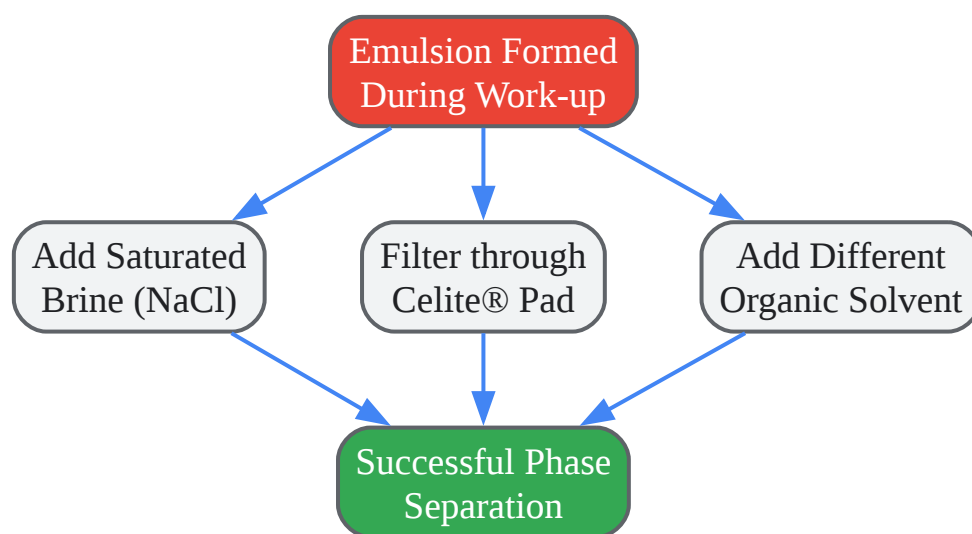 Emulsion Formed
During Work-up
Add Saturated
Brine (NaCl)
Filter through
Celite® Pad
Add Different
Organic Solvent
Successful Phase
Separation